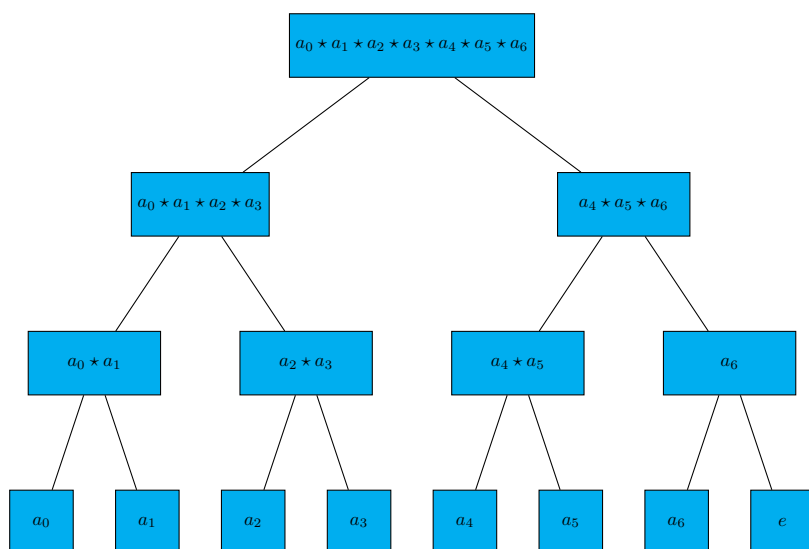 a₀ ⋆ a₁ ⋆ a₂ ⋆ a₃ ⋆ a₄ ⋆ a₅ ⋆ a₆
a₀ ⋆ a₁ ⋆ a₂ ⋆ a₃
a₄ ⋆ a₅ ⋆ a₆
a₀ ⋆ a₁
a₂ ⋆ a₃
a₄ ⋆ a₅
a₆
a₀
a₁
a₂
a₃
a₄
a₅
a₆
e